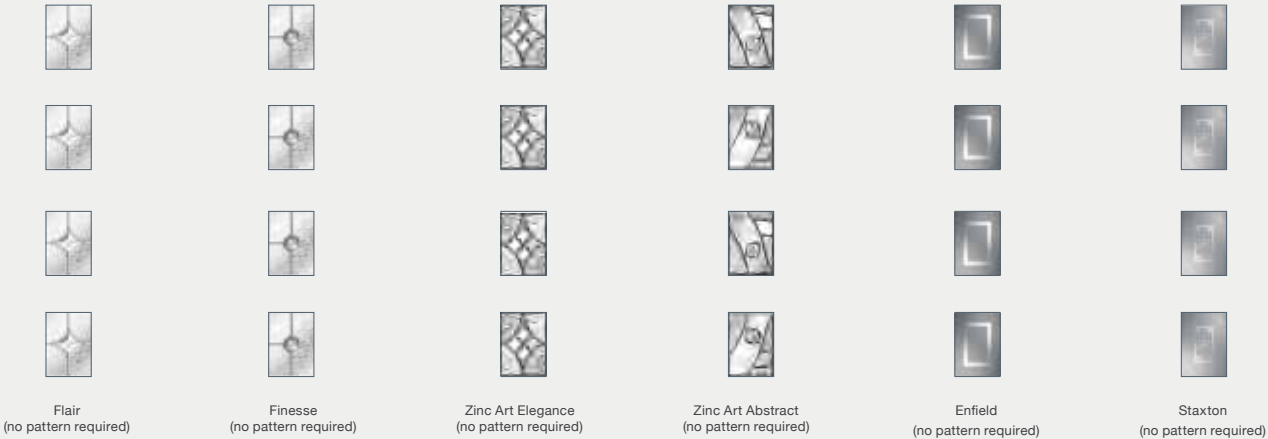 Flair
(no pattern required)
Finesse
(no pattern required)
Zinc Art Elegance
(no pattern required)
Zinc Art Abstract
(no pattern required)
Enfield
(no pattern required)
Staxton
(no pattern required)